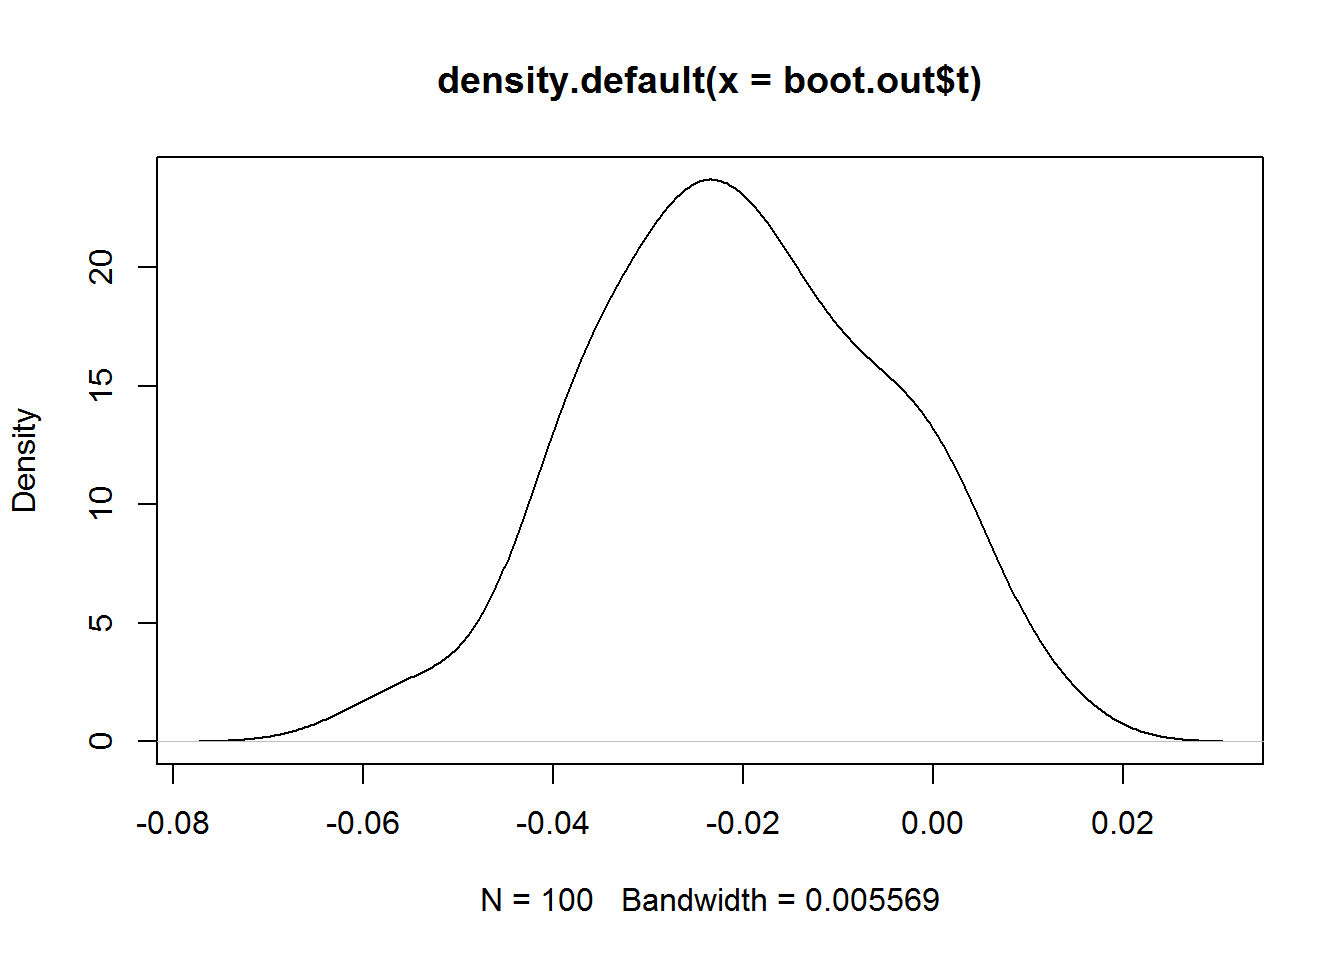 density.default(x = boot.out$t)
Density
20
15
10
5
0
-0.08 -0.06 -0.04 -0.02 0.00 0.02
N = 100   Bandwidth = 0.005569